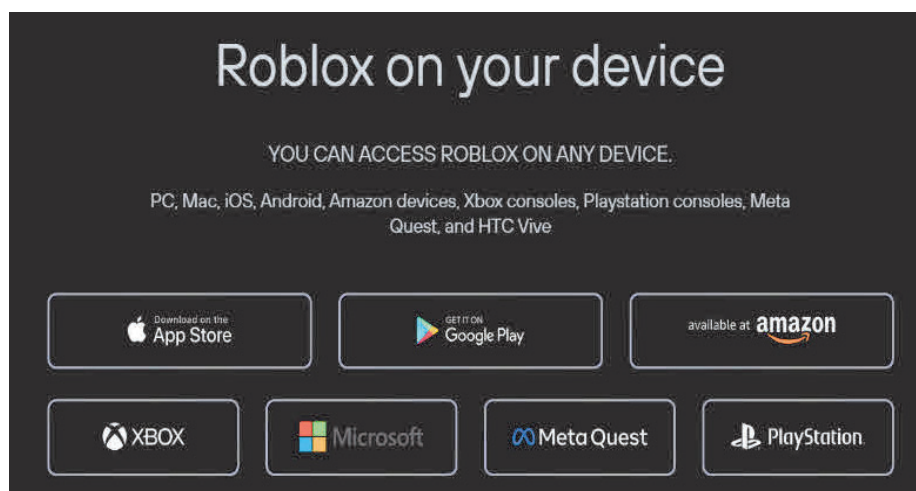 Roblox on your device
YOU CAN ACCESS ROBLOX ON ANY DEVICE.
PC, Mac, iOS, Android, Amazon devices, Xbox consoles, Playstation consoles, Meta
Quest, and HTC Vive
Download on the
App Store
GET IT ON
Google Play
available at amazon
XBOX
Microsoft
Meta Quest
PlayStation